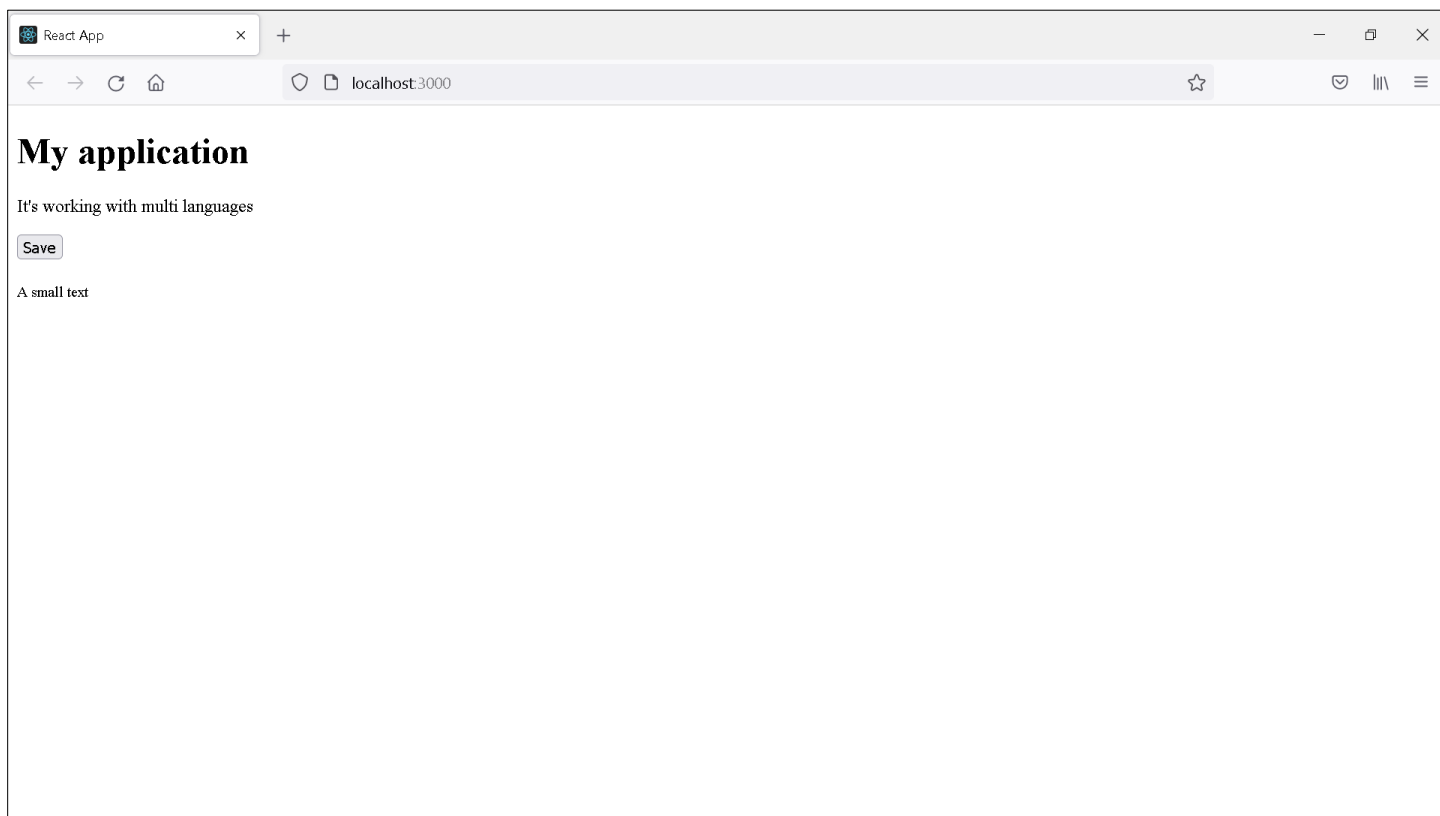 React App
localhost:3000
My application
It's working with multi languages
Save
A small text